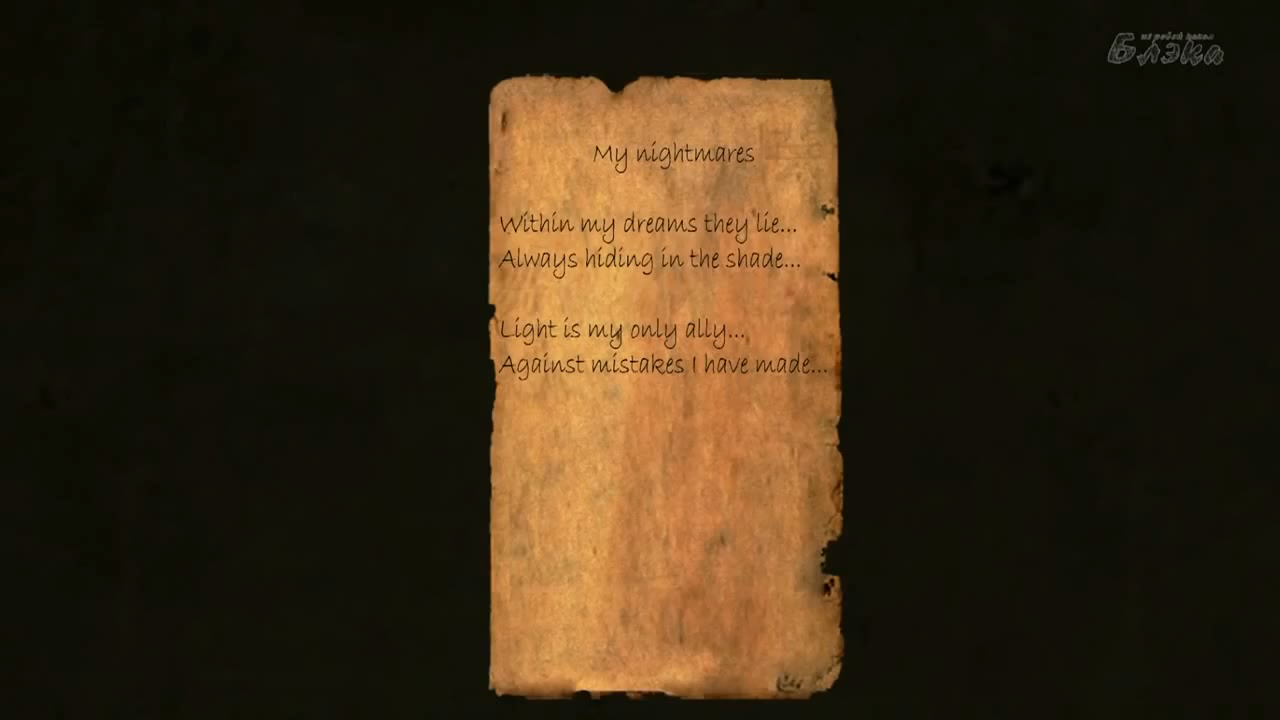 Блэка
My nightmares
Within my dreams they lie...
Always hiding in the shade...
Light is my only ally...
Against mistakes I have made...